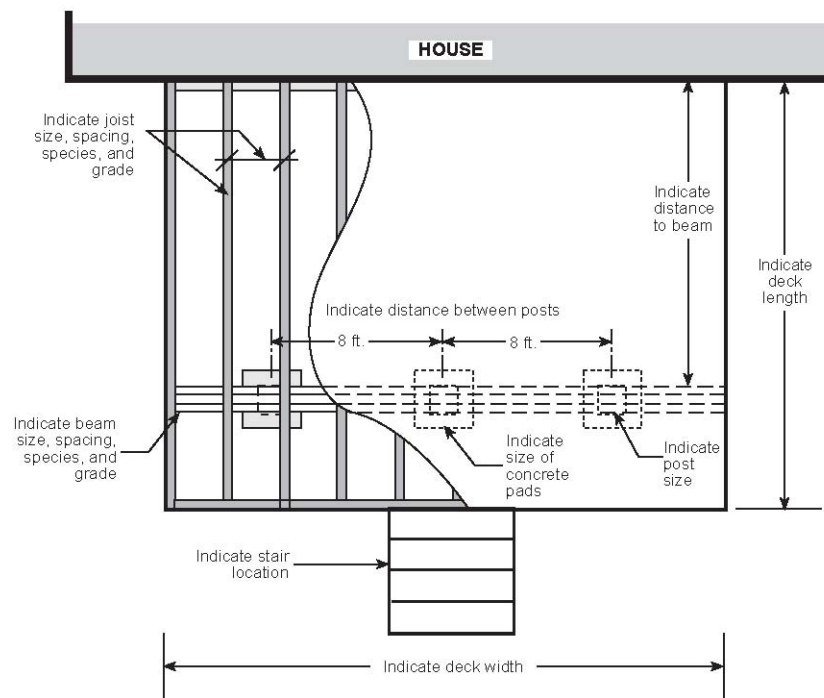 HOUSE
Indicate joist
size, spacing,
species, and
grade
Indicate
distance
to beam
Indicate
deck
length
Indicate distance between posts
8 ft.
8 ft.
Indicate beam
size, spacing,
species, and
grade
Indicate
size of
concrete
pads
Indicate
post
size
Indicate stair
location
Indicate deck width